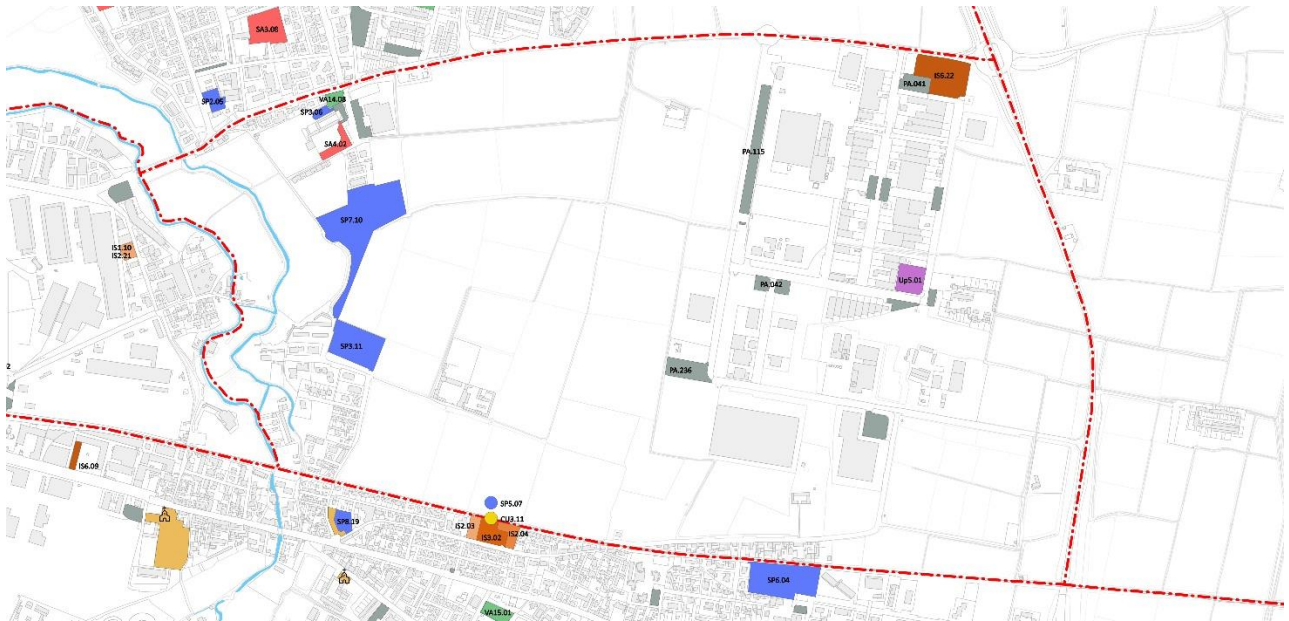 SA3.08
IS6.22
PA.041
SP2.05
VA14.08
SP3.06
SA4.02
PA.115
SP7.10
IS1.10
IS2.21
Up5.01
PA.042
SP3.11
2
PA.236
IS6.09
SP5.07
CU3.11
SP8.19
IS2.03
IS2.04
IS3.02
SP6.04
VA15.01